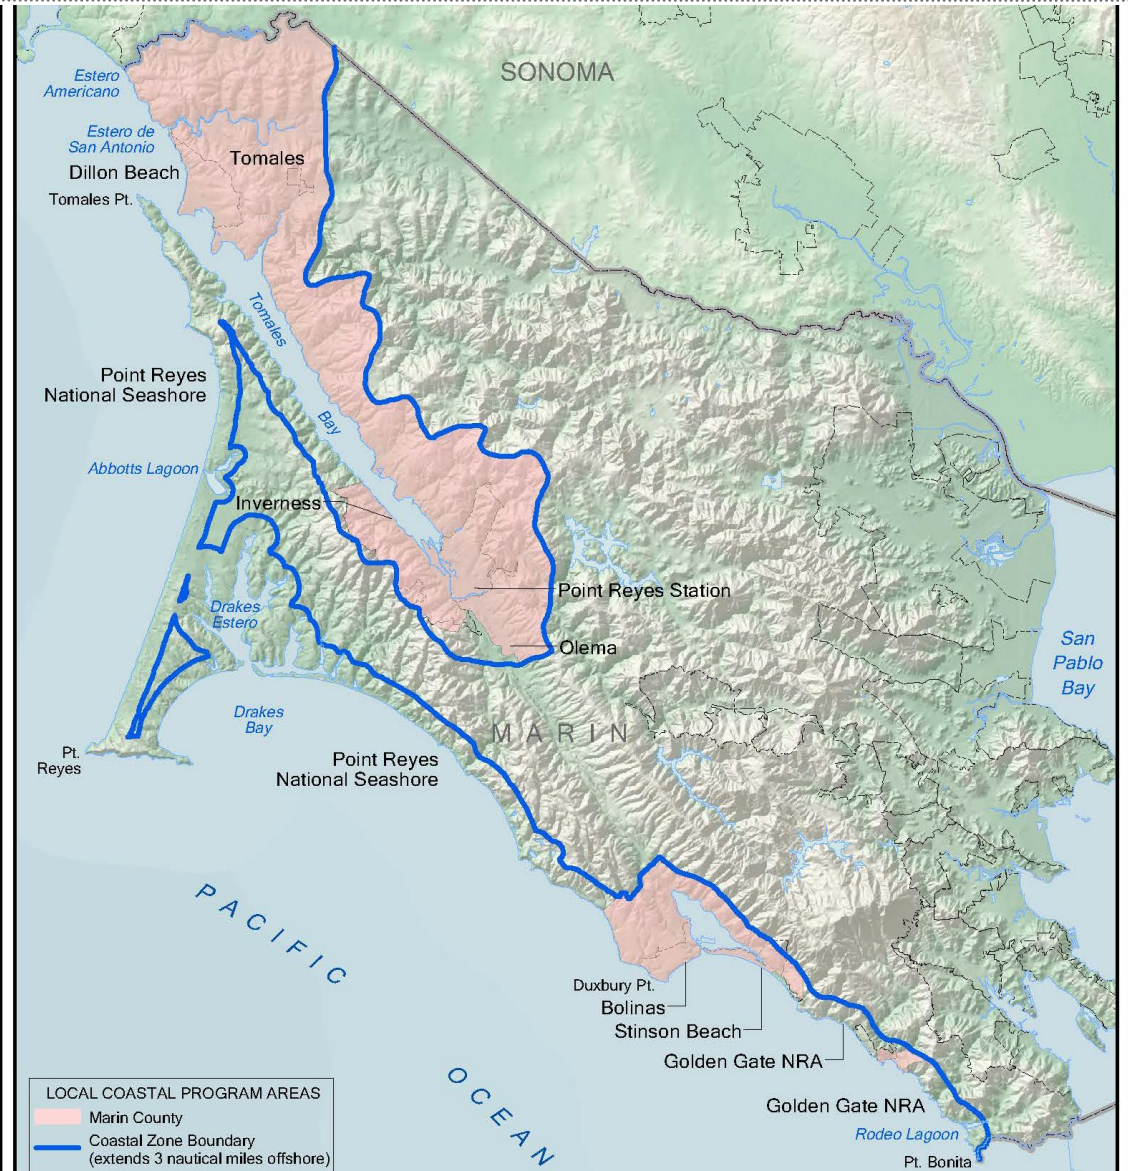 SONOMA
Estero
Americano
Estero de
San Antonio
Tomales
Dillon Beach
Tomales Pt.
Tomales
Bay
Point Reyes
National Seashore
Abbotts Lagoon
Inverness
Point Reyes Station
Drakes
Estero
Olema
San
Pablo
Bay
Drakes
Bay
MARIN
Pt.
Reyes
Point Reyes
National Seashore
PACIFIC
OCEAN
Duxbury Pt.
Bolinas
Stinson Beach
Golden Gate NRA
Golden Gate NRA
Rodeo Lagoon
Pt. Bonita
LOCAL COASTAL PROGRAM AREAS
Marin County
Coastal Zone Boundary
(extends 3 nautical miles offshore)